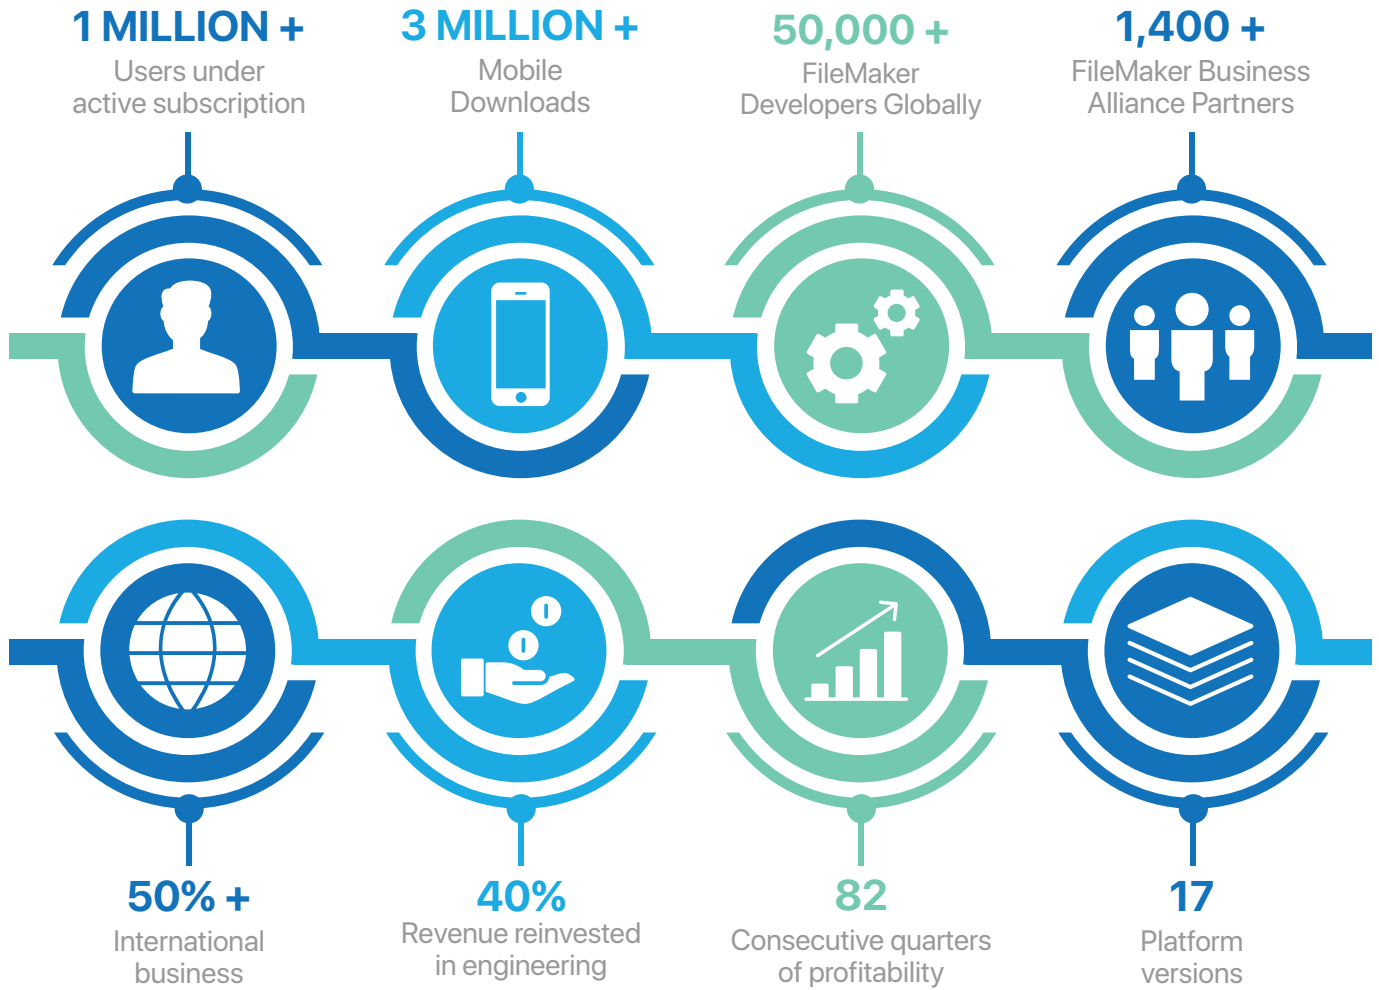 1 MILLION +
Users under
active subscription
3 MILLION +
Mobile
Downloads
50,000 +
FileMaker
Developers Globally
1,400 +
FileMaker Business
Alliance Partners
50% +
International
business
40%
Revenue reinvested
in engineering
82
Consecutive quarters
of profitability
17
Platform
versions